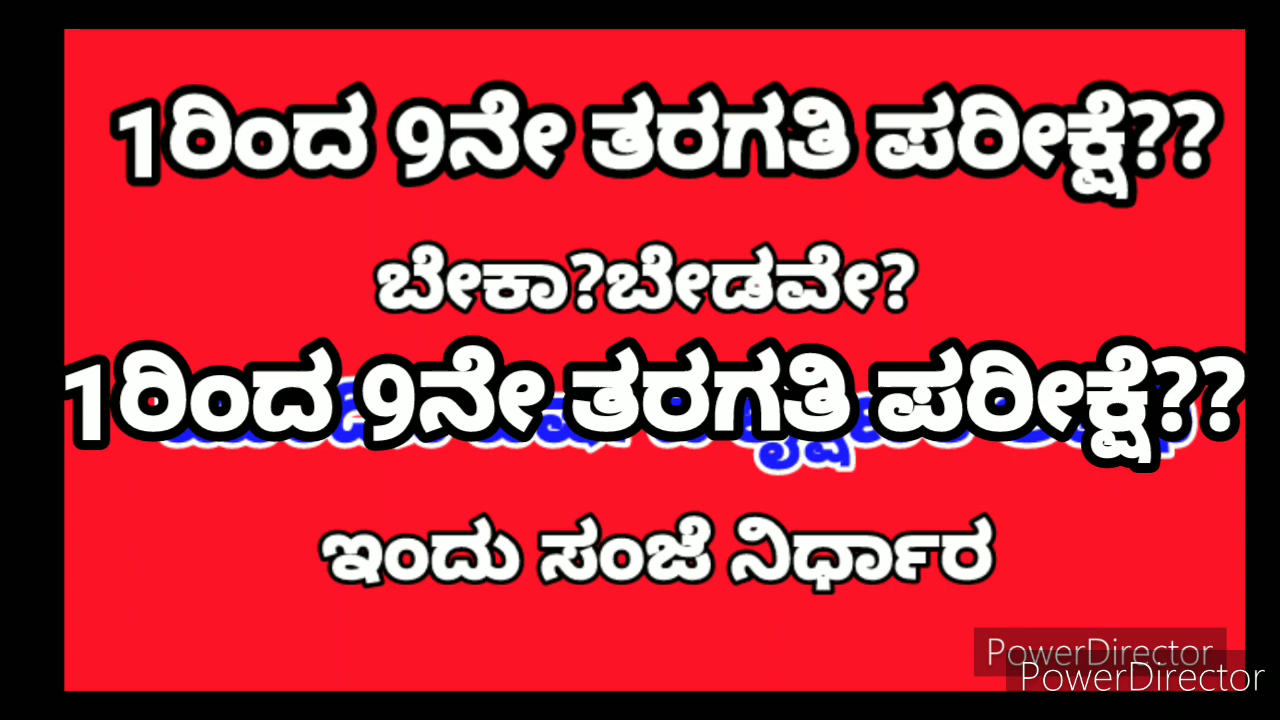 1ರಿಂದ 9ನೇ ತರಗತಿ ಪರೀಕ್ಷೆ??
ಬೇಕಾ?ಬೇಡವೇ?
1ರಿಂದ 9ನೇ ತರಗತಿ ಪರೀಕ್ಷೆ??
ಇಂದು ಸಂಜೆ ನಿರ್ಧಾರ
PowerDirector
PowerDirector